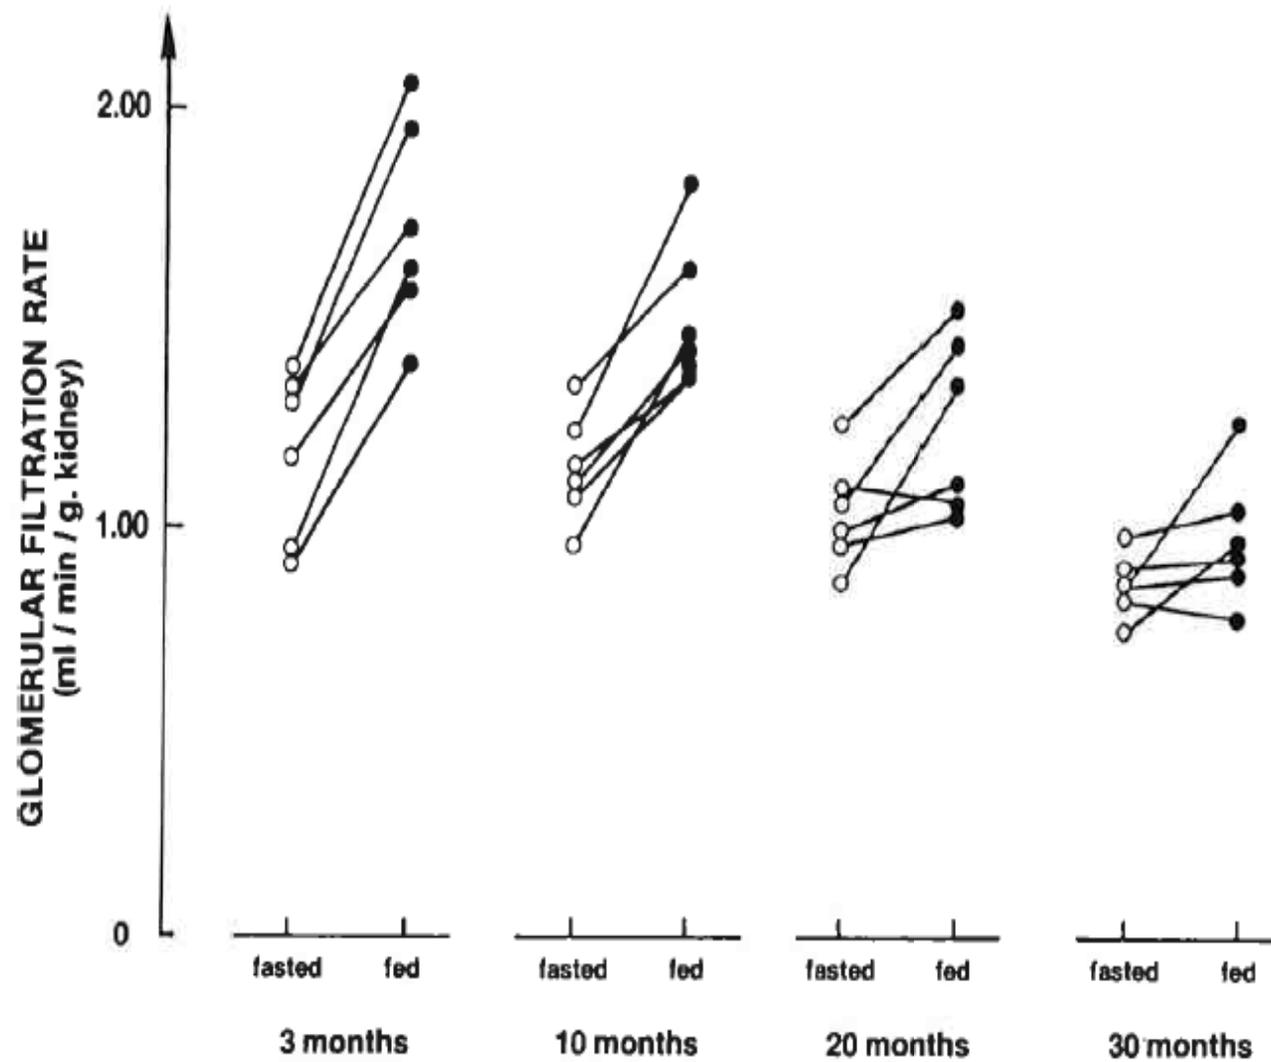 GLOMERULAR FILTRATION RATE
(ml / min / g. kidney)
2.00
1.00
0
fasted fed fasted fed fasted fed fasted fed
3 months 10 months 20 months 30 months